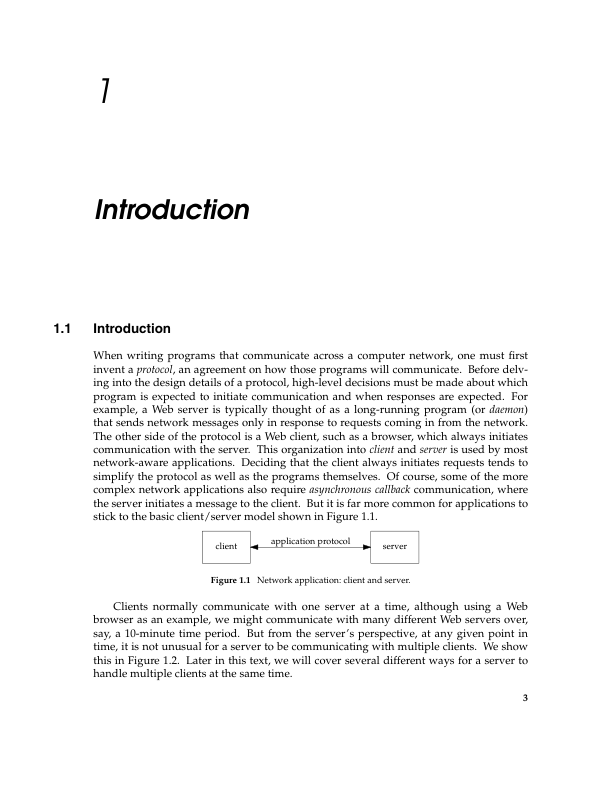 1
Introduction
1.1 Introduction
When writing programs that communicate across a computer network, one must first
invent a protocol, an agreement on how those programs will communicate. Before delv-
ing into the design details of a protocol, high-level decisions must be made about which
program is expected to initiate communication and when responses are expected. For
example, a Web server is typically thought of as a long-running program (or daemon)
that sends network messages only in response to requests coming in from the network.
The other side of the protocol is a Web client, such as a browser, which always initiates
communication with the server. This organization into client and server is used by most
network-aware applications. Deciding that the client always initiates requests tends to
simplify the protocol as well as the programs themselves. Of course, some of the more
complex network applications also require asynchronous callback communication, where
the server initiates a message to the client. But it is far more common for applications to
stick to the basic client/server model shown in Figure 1.1.
client application protocol server
Figure 1.1 Network application: client and server.
Clients normally communicate with one server at a time, although using a Web
browser as an example, we might communicate with many different Web servers over,
say, a 10-minute time period. But from the server's perspective, at any given point in
time, it is not unusual for a server to be communicating with multiple clients. We show
this in Figure 1.2. Later in this text, we will cover several different ways for a server to
handle multiple clients at the same time.
3